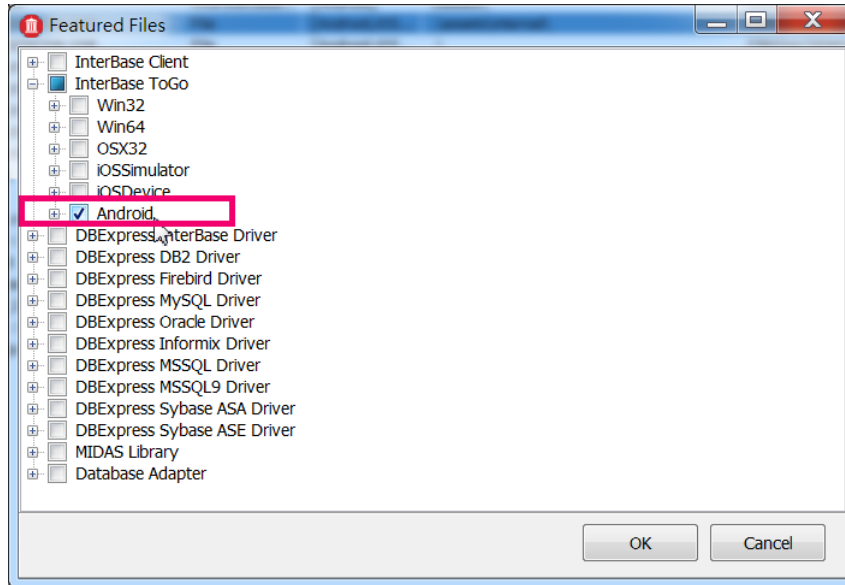 Featured Files
InterBase Client
InterBase ToGo
Win32
Win64
OSX32
iOSSimulator
iOSDevice
Android
DBExpress InterBase Driver
DBExpress DB2 Driver
DBExpress Firebird Driver
DBExpress MySQL Driver
DBExpress Oracle Driver
DBExpress Informix Driver
DBExpress MSSQL Driver
DBExpress MSSQL9 Driver
DBExpress Sybase ASA Driver
DBExpress Sybase ASE Driver
MIDAS Library
Database Adapter
OK Cancel